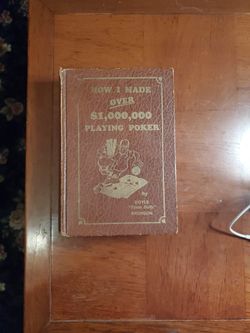 HOW I MADE
OVER
$1,000,000
PLAYING POKER
by
DOYLE
"Texas Dolly"
BRUNSON